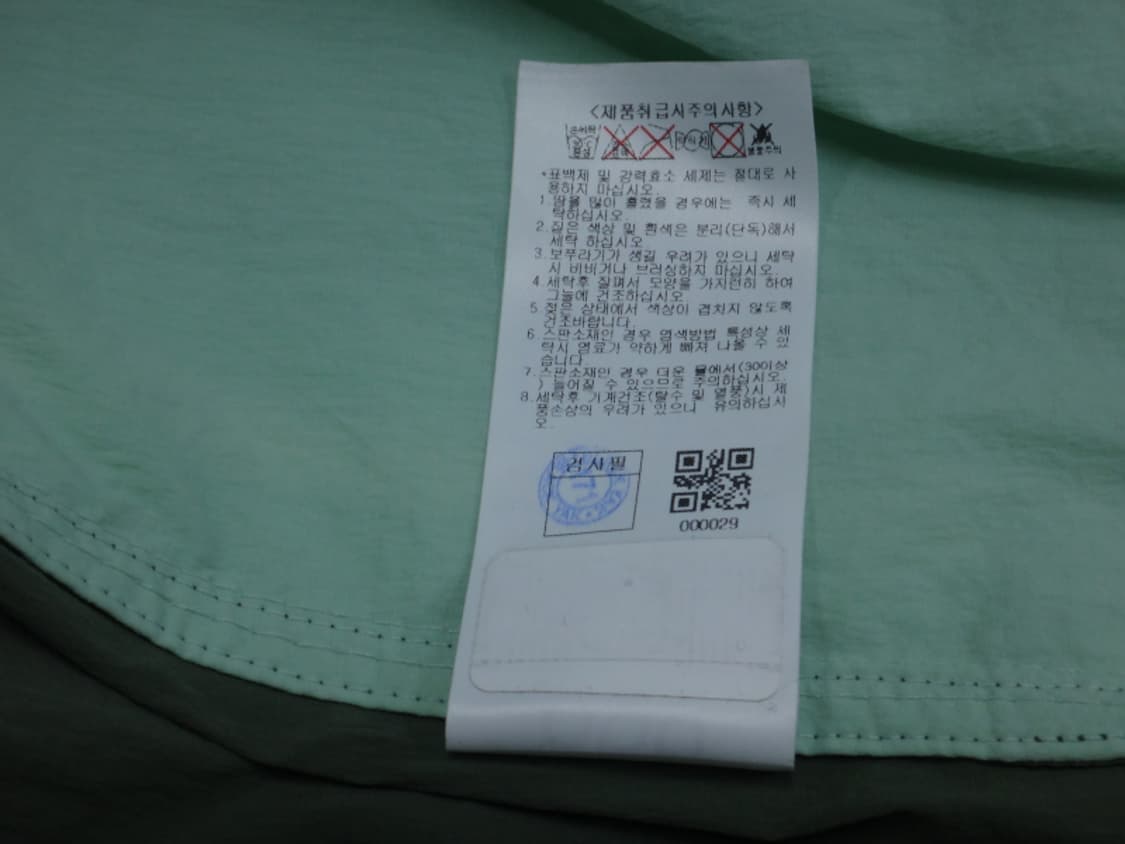 <제품취급시주의사항>
*표백제 및 강력효소 세제는 절대로 사
용하지 마십시오.
1.땀을 많이 흘렸을 경우에는 즉시 세
탁하십시오.
2.짙은 색상 및 흰색은 분리(단독)해서
세탁 하십시오.
3.보푸라기가 생길 우려가 있으니 세탁
시 비비거나 브러싱하지 마십시오.
4.세탁후 잘펴서 모양을 가지런히 하여
그늘에 건조하십시오.
5.젖은 상태에서 색상이 겹치지 않도록
건조바랍니다.
6.스판소재인 경우 염색방법 특성상 세
탁시 염료가 약하게 빠져 나올 수 있
습니다.
7.스판소재인 경우 더운 물에서(30이상
) 늘어질 수 있으므로 주의하십시오.
8.세탁후 기계건조(탈수 및 열풍)시 제
품손상의 우려가 있으니 유의하십시
오.
검사필
000029